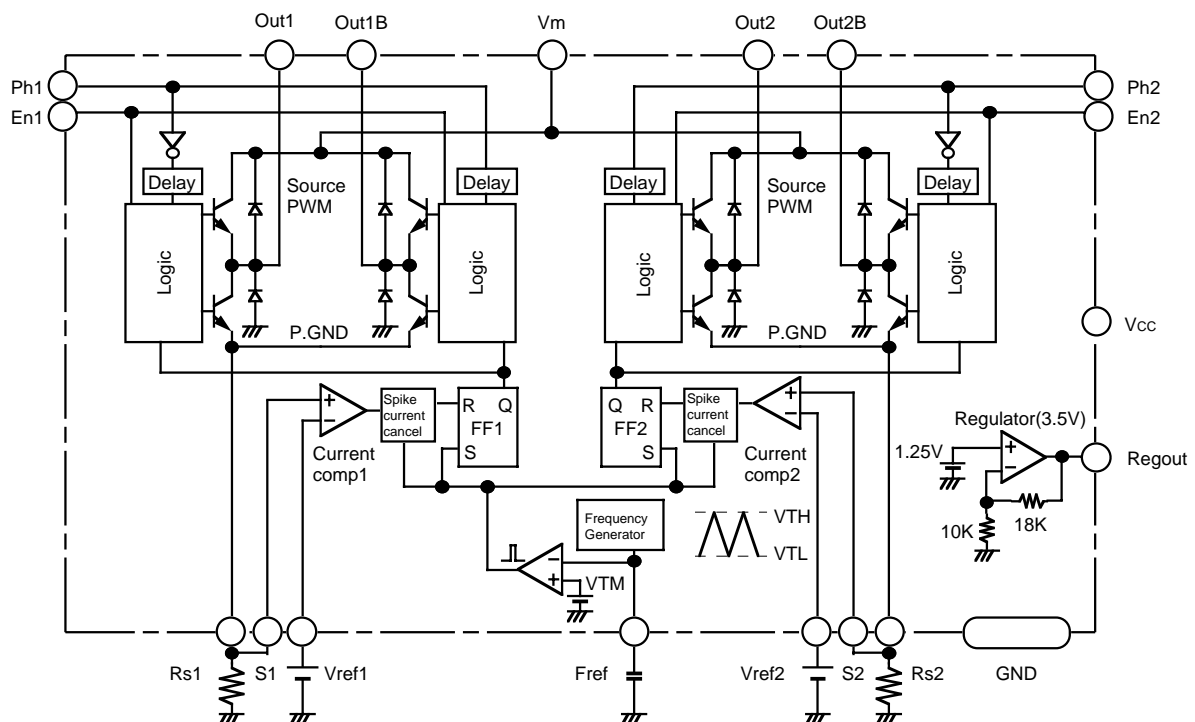 Out1 Out1B Vm Out2 Out2B
Ph1 Ph2
En1 En2
Delay Source PWM Delay Delay Source PWM Delay
Logic Logic Logic Logic
P.GND P.GND
VCC
Spike current cancel
R Q
FF1
S
Current comp1
Q R
FF2
S
Spike current cancel
Current comp2
Regulator(3.5V)
1.25V
Regout
18K
10K
Frequency Generator
VTH
VTL
VTM
Rs1 S1 Vref1 Fref Vref2 S2 Rs2 GND